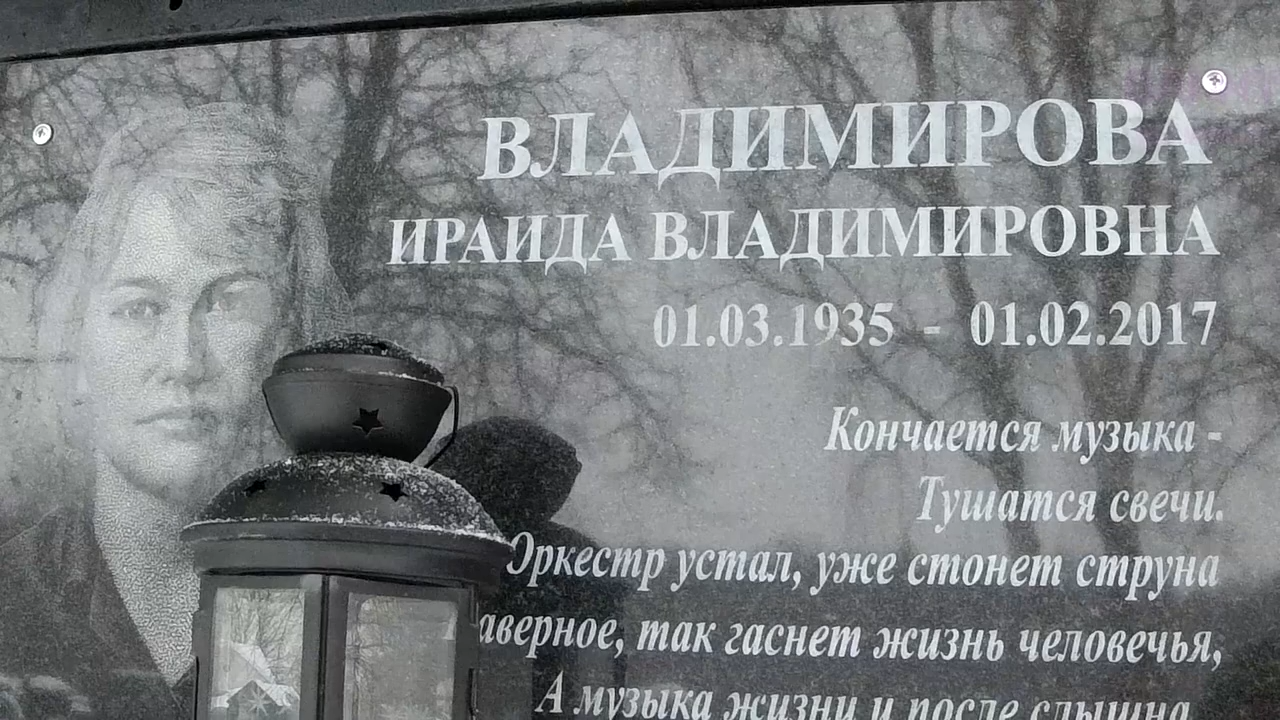 ВЛАДИМИРОВА
ИРАИДА ВЛАДИМИРОВНА
01.03.1935 - 01.02.2017
Кончается музыка -
Тушатся свечи.
Оркестр устал, уже стонет струна
аверное, так гаснет жизнь человечья,
А музыка жизни и после слышна